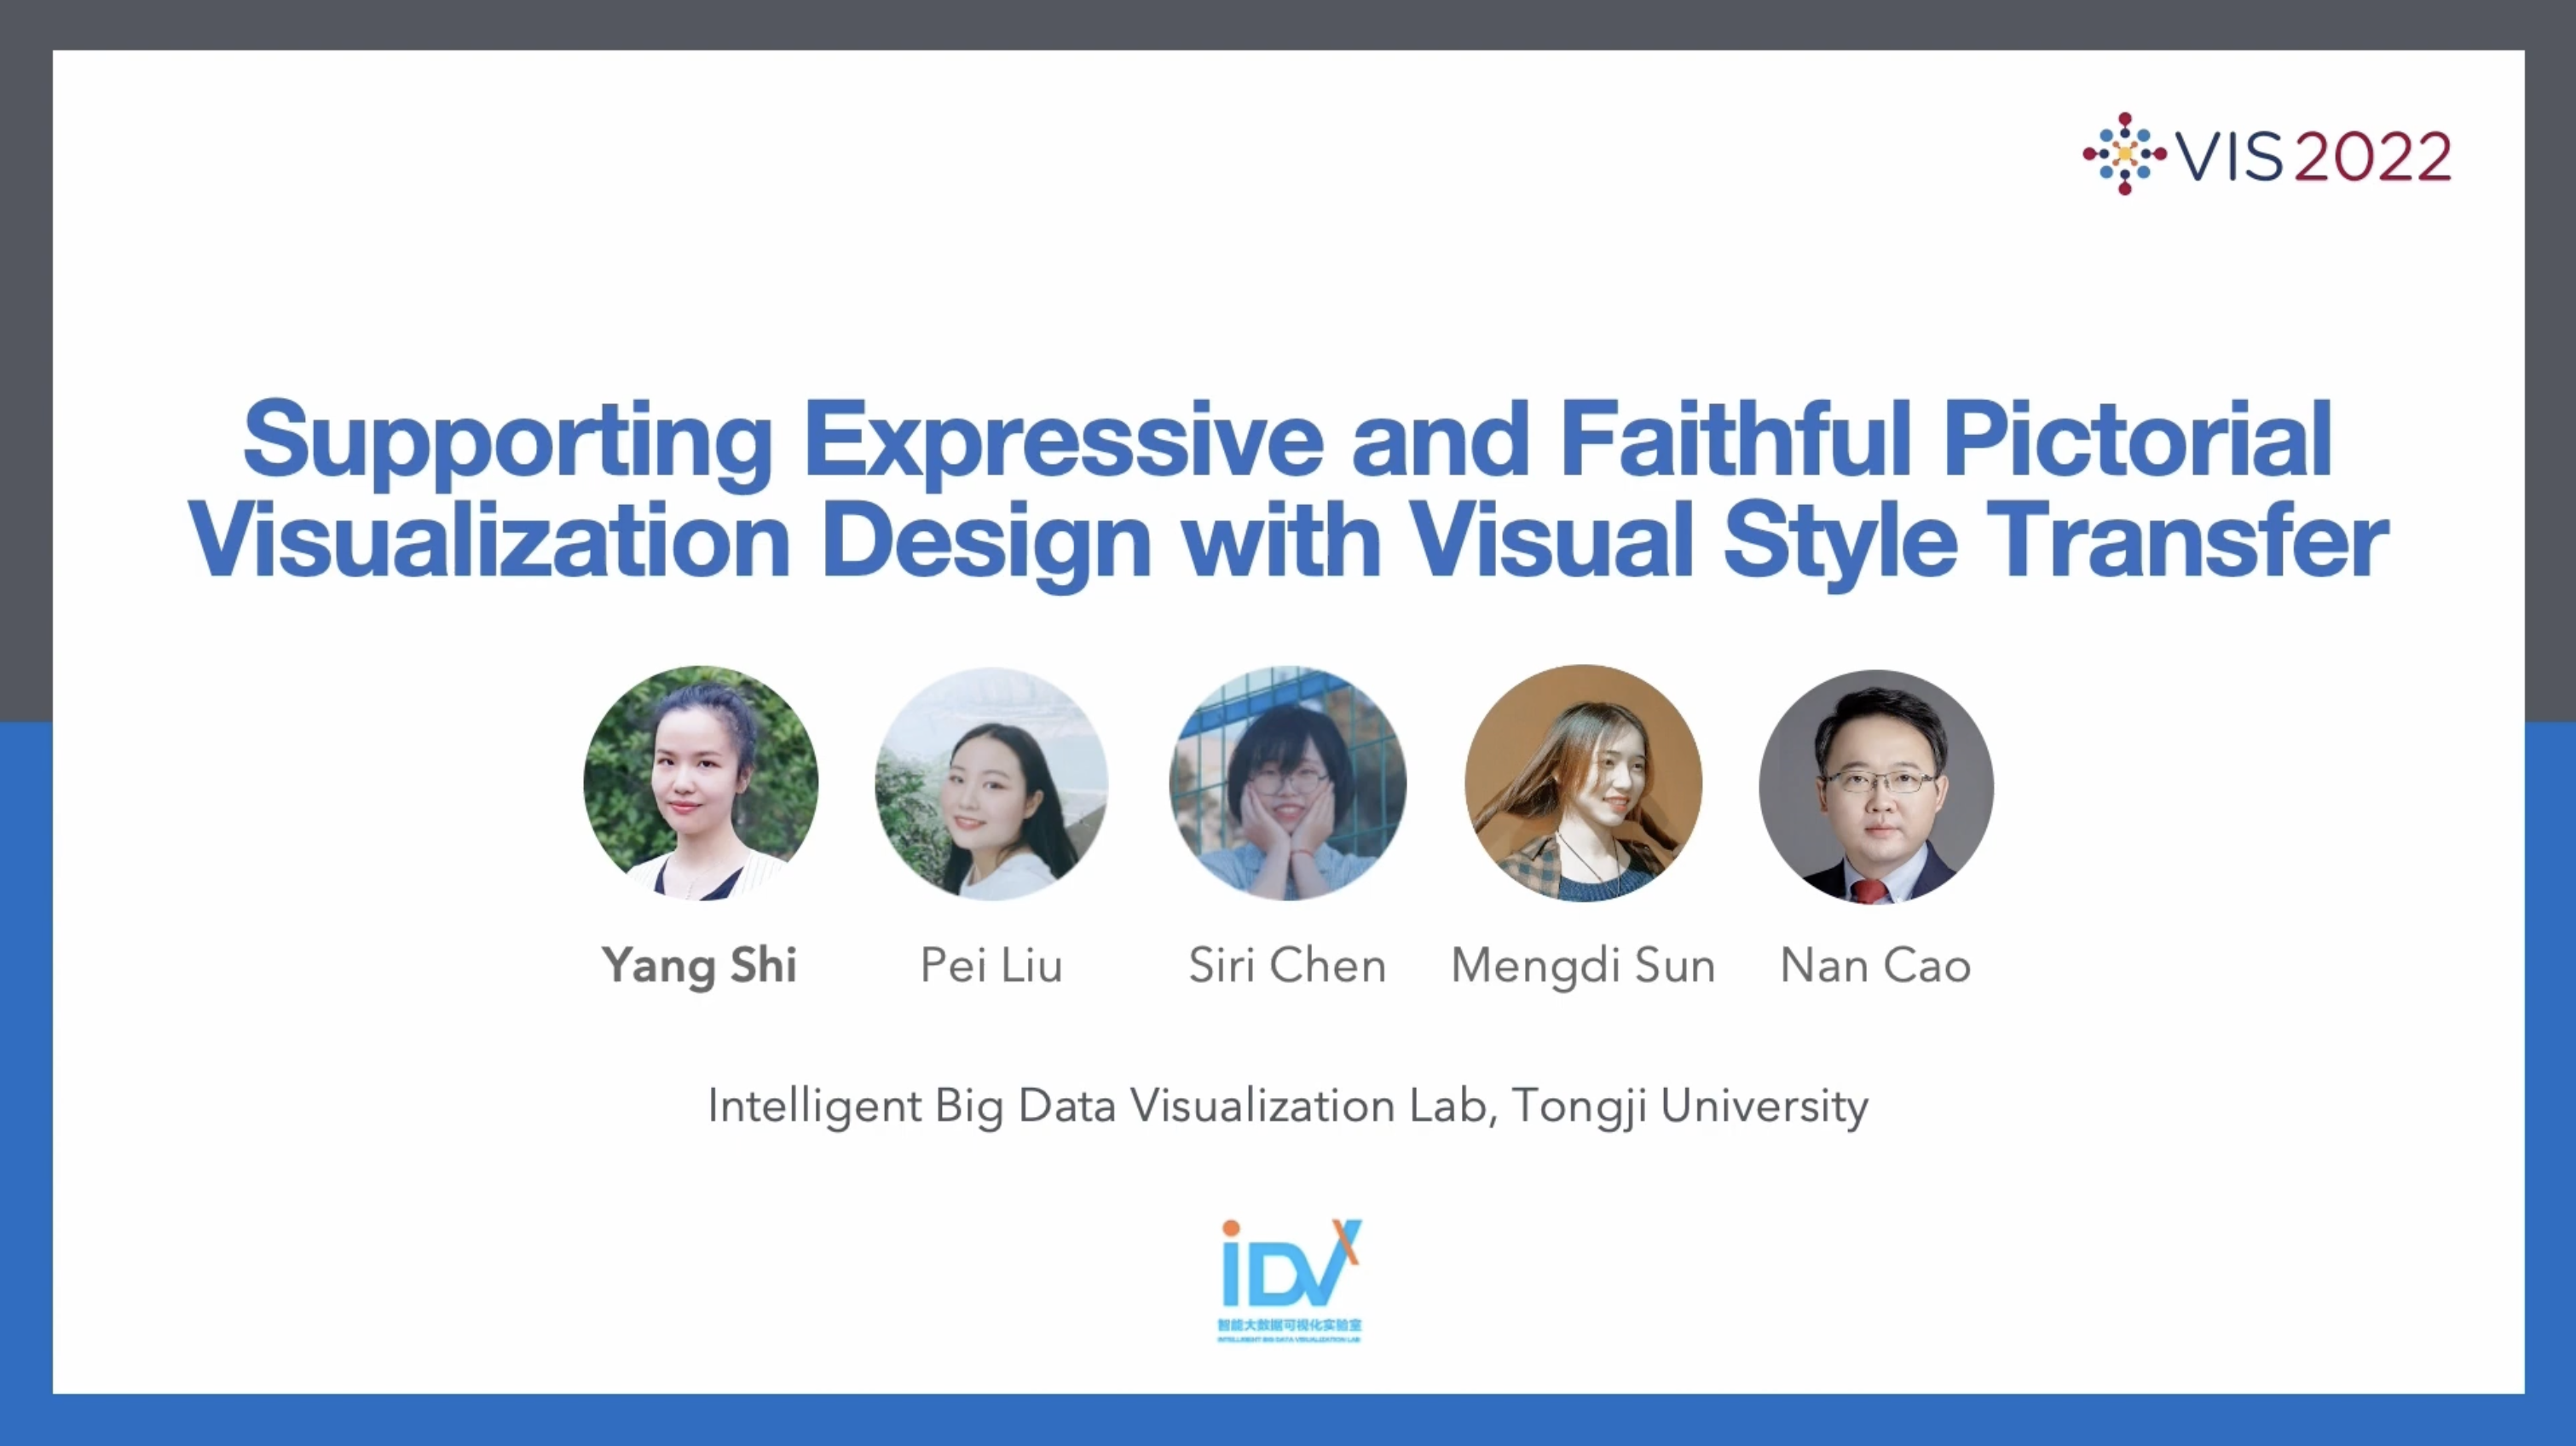 VIS2022
Supporting Expressive and Faithful Pictorial
Visualization Design with Visual Style Transfer
Yang Shi
Pei Liu
Siri Chen
Mengdi Sun
Nan Cao
Intelligent Big Data Visualization Lab, Tongji University
iDVX
智能大数据可视化实验室
INTELLIGENT BIG DATA VISUALIZATION LAB